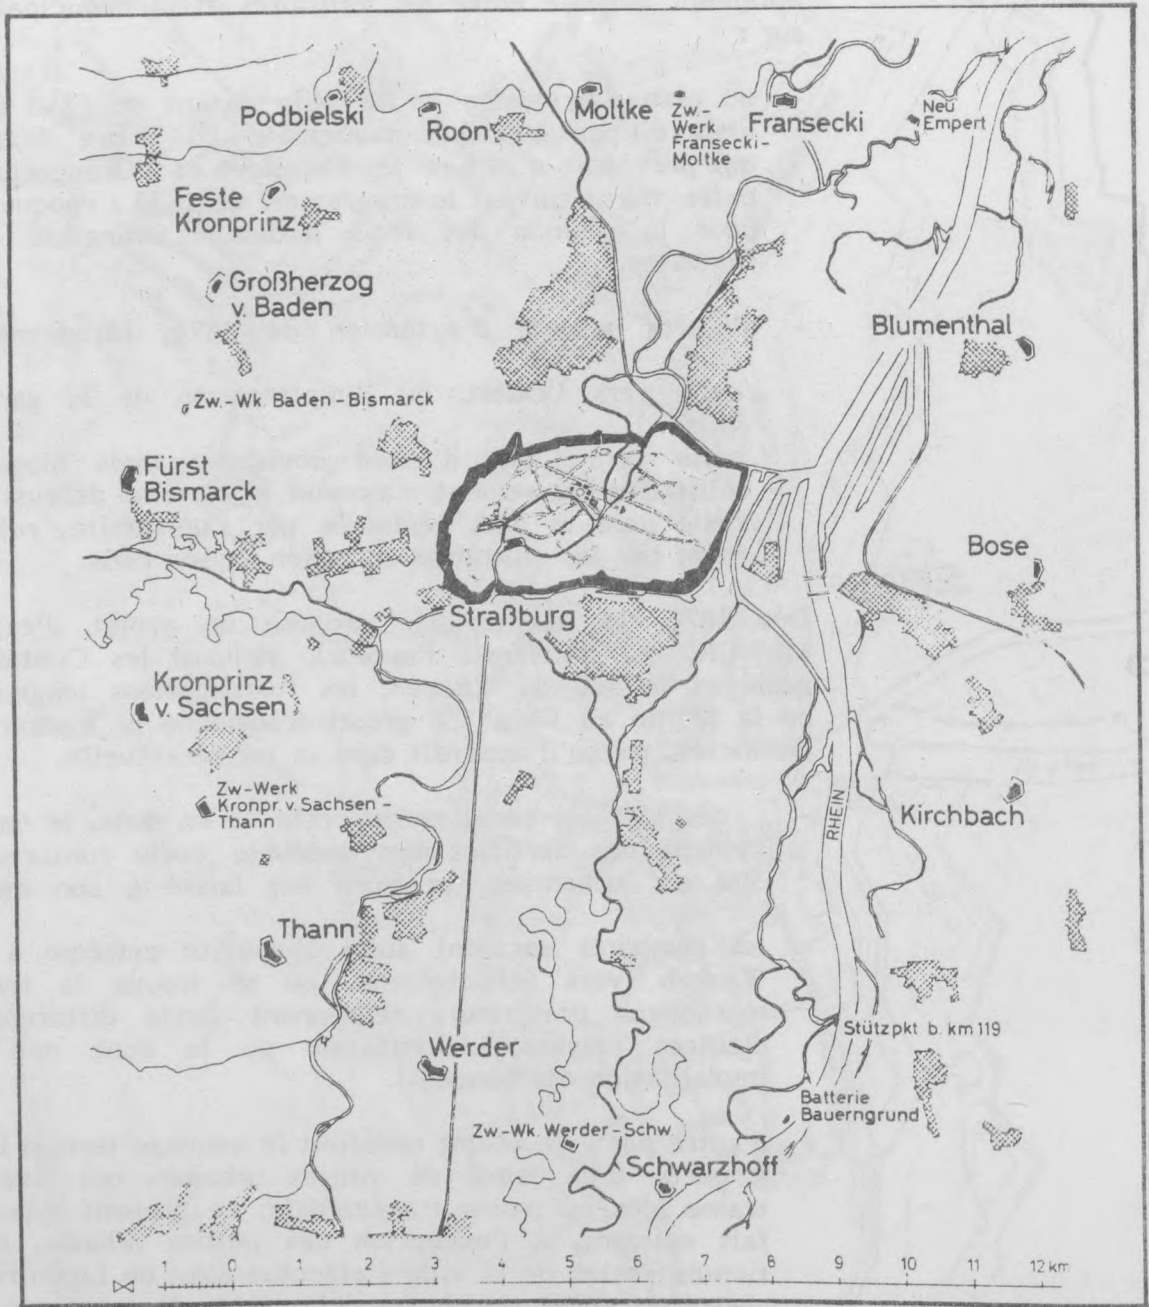 Podbielski
Roon
Moltke
Zw.-
Werk
Fransecki-
Moltke
Fransecki
Neu
Empert
Feste
Kronprinz
Großherzog
v. Baden
Blumenthal
Zw.-Wk. Baden-Bismarck
Fürst
Bismarck
Bose
Straßburg
Kronprinz
v. Sachsen
Zw-Werk
Kronpr. v. Sachsen-
Thann
RHEIN
Kirchbach
Thann
Stützpkt b. km 119
Werder
Batterie
Bauerngrund
Zw.-Wk. Werder-Schw.
Schwarzhoff
0 1 2 3 4 5 6 7 8 9 10 11 12 km